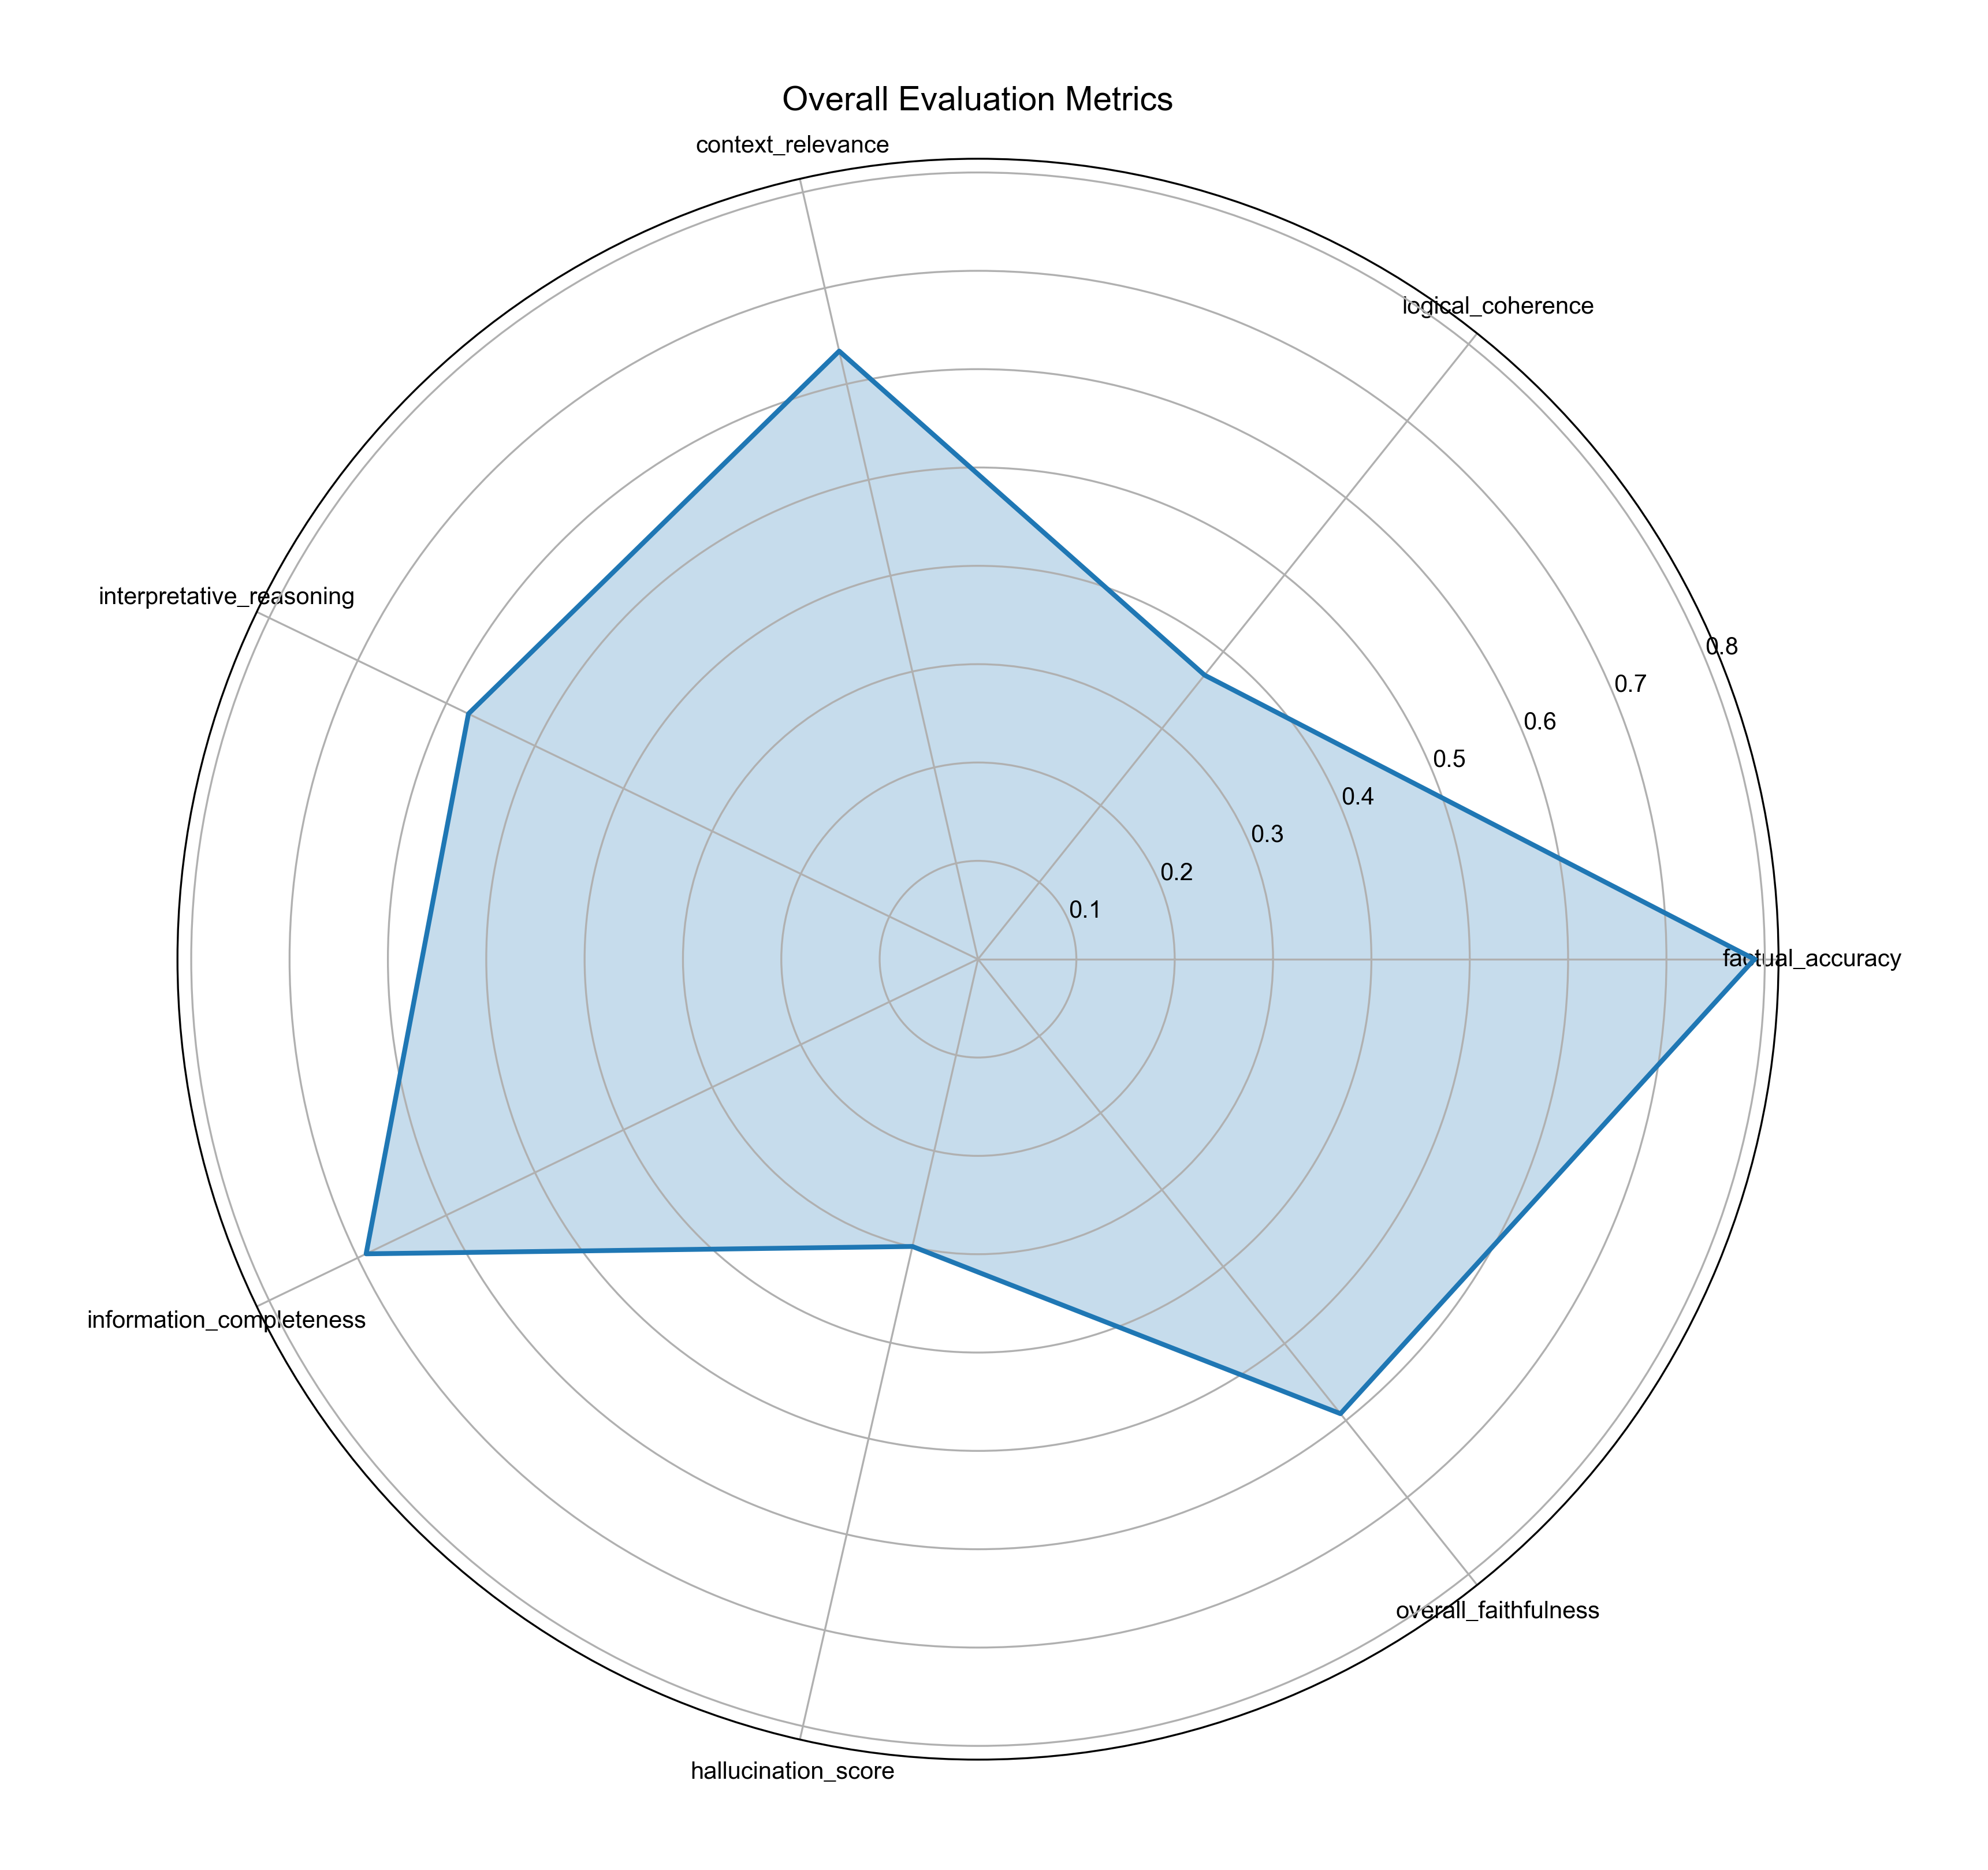 Overall Evaluation Metrics
context_relevance
logical_coherence
interpretative_reasoning
0.8
0.7
0.6
0.5
0.4
0.3
0.2
0.1
factual_accuracy
information_completeness
overall_faithfulness
hallucination_score